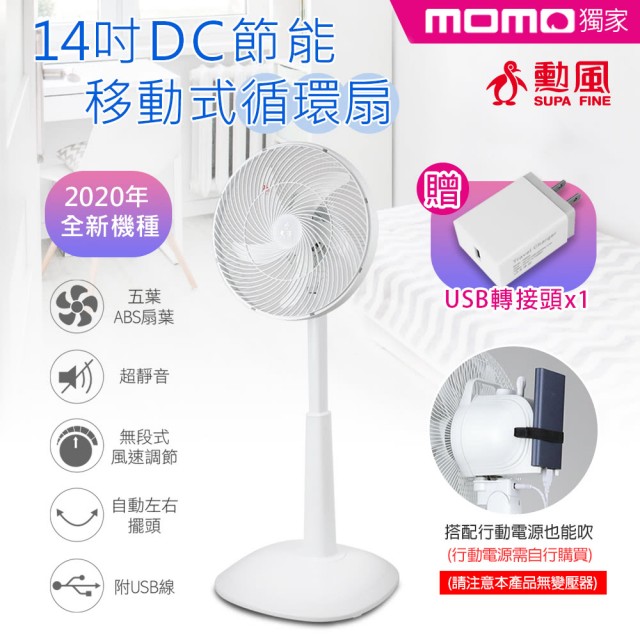 momo獨家
14吋DC節能
移動式循環扇
勳風
SUPA FINE
2020年
全新機種
贈
USB轉接頭x1
五葉
ABS扇葉
超靜音
無段式
風速調節
自動左右
擺頭
附USB線
搭配行動電源也能吹
(行動電源需自行購買)
(請注意本產品無變壓器)